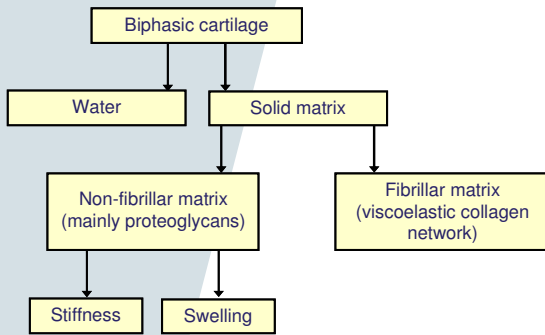 Biphasic cartilage
Water
Solid matrix
Non-fibrillar matrix
(mainly proteoglycans)
Fibrillar matrix
(viscoelastic collagen
network)
Stiffness
Swelling